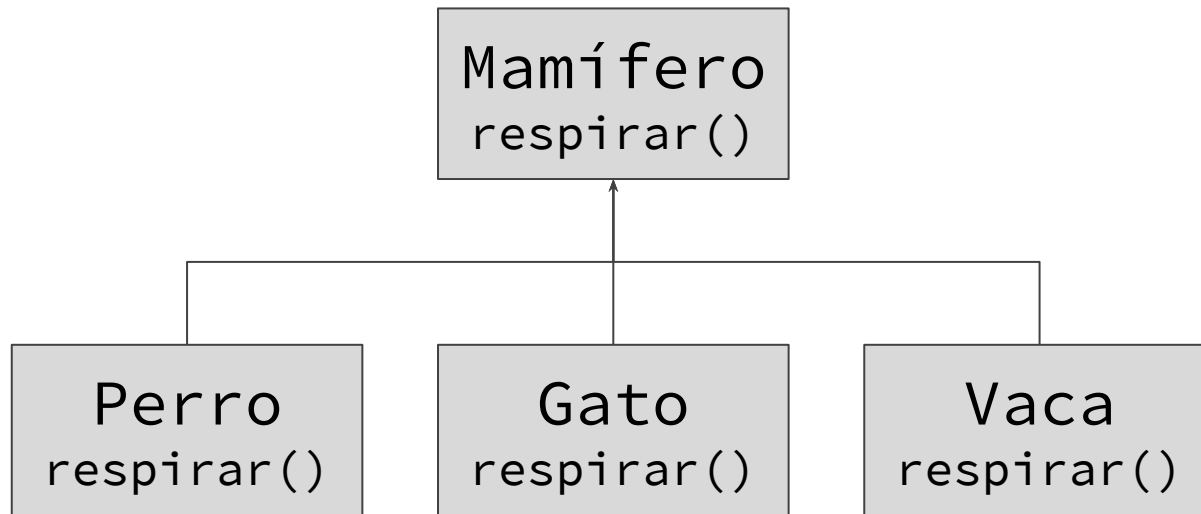 Mamífero
respirar()
Perro
respirar()
Gato
respirar()
Vaca
respirar()